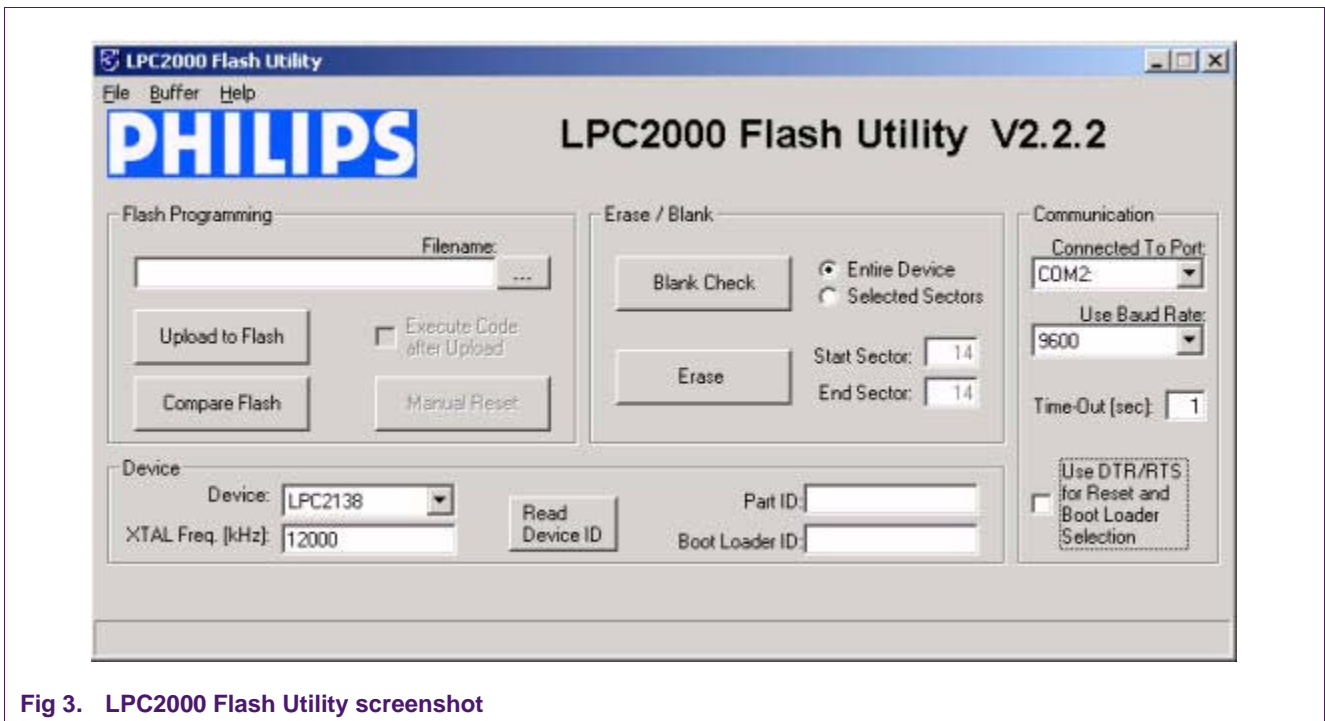 LPC2000 Flash Utility
File Buffer Help
PHILIPS
LPC2000 Flash Utility V2.2.2
Flash Programming
Filename:
...
Upload to Flash
Execute Code
after Upload
Compare Flash
Manual Reset
Erase / Blank
Blank Check
Entire Device
Selected Sectors
Erase
Start Sector: 14
End Sector: 14
Communication
Connected To Port:
COM2:
Use Baud Rate:
9600
Time-Out [sec]: 1
Use DTR/RTS
for Reset and
Boot Loader
Selection
Device
Device: LPC2138
XTAL Freq. [kHz]: 12000
Read
Device ID
Part ID:
Boot Loader ID:
Fig 3. LPC2000 Flash Utility screenshot